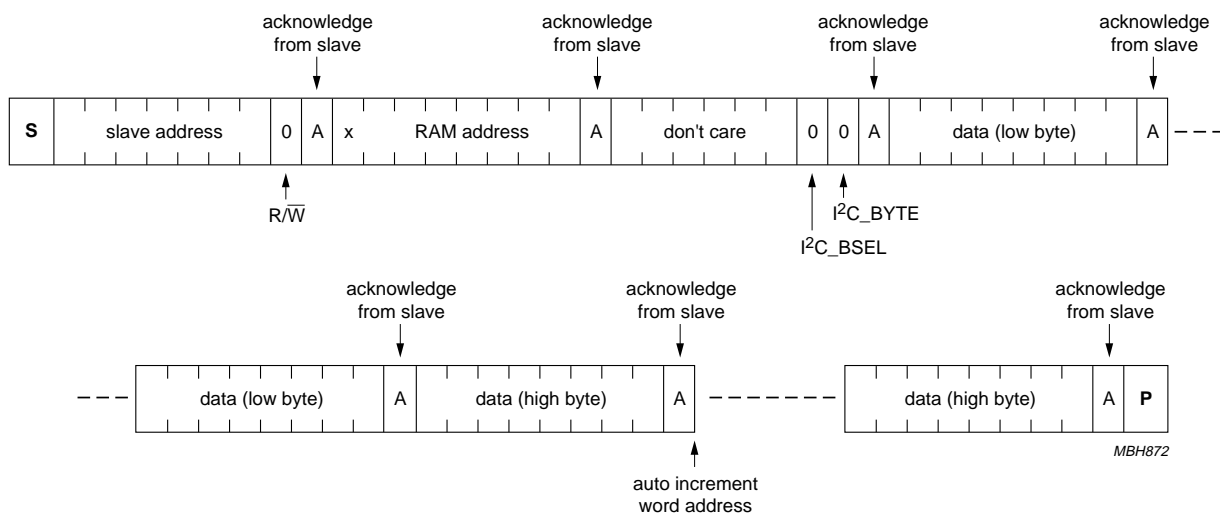 acknowledge
from slave
acknowledge
from slave
acknowledge
from slave
acknowledge
from slave
S slave address 0 A x RAM address A don't care 0 0 A data (low byte) A
R/W̅
I²C_BYTE
I²C_BSEL
acknowledge
from slave
acknowledge
from slave
acknowledge
from slave
data (low byte) A data (high byte) A data (high byte) A P
MBH872
auto increment
word address